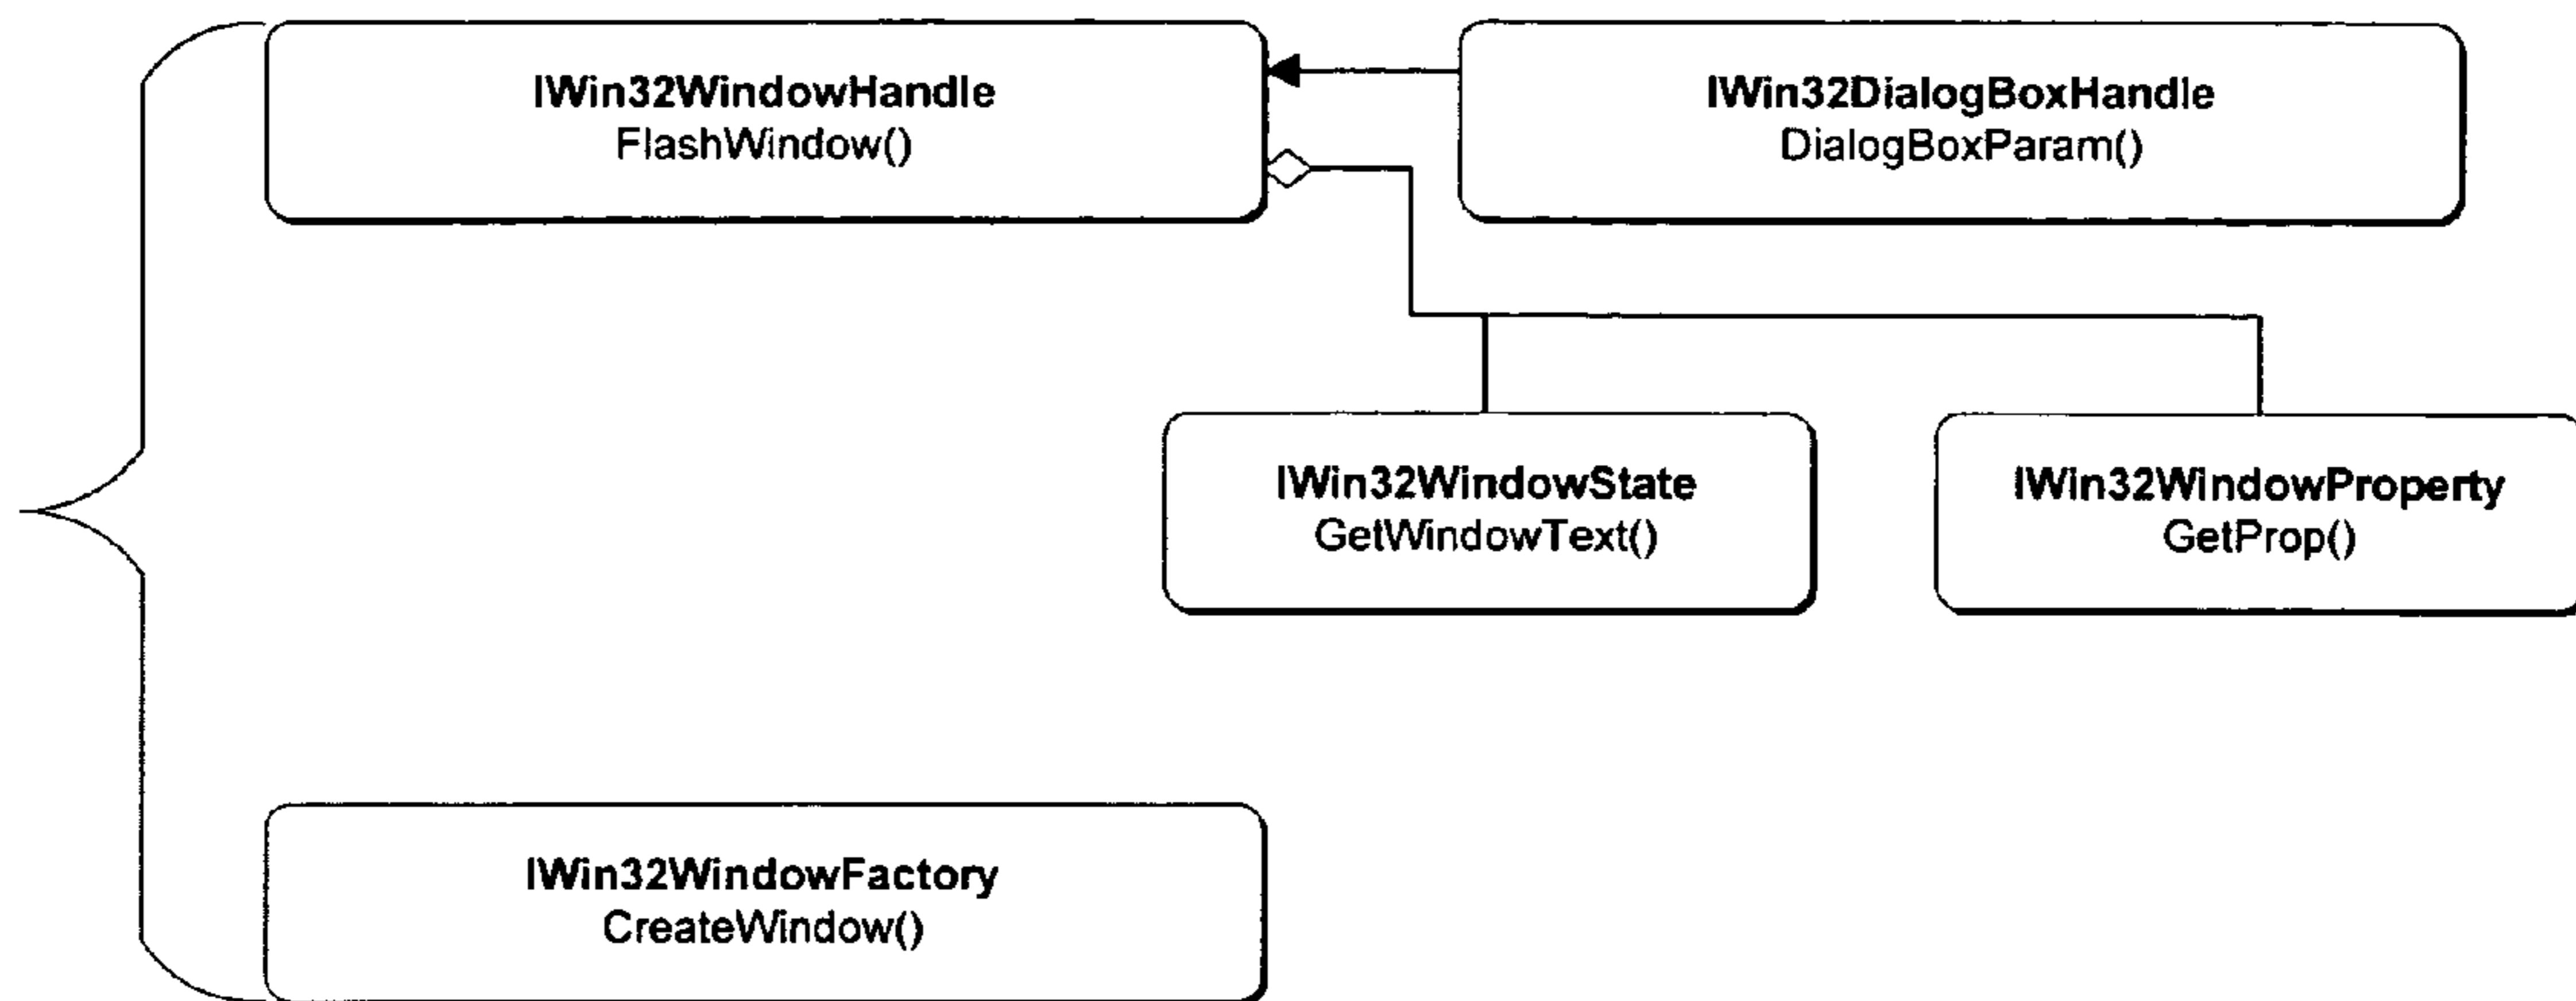 IWin32WindowHandle
FlashWindow()
IWin32DialogBoxHandle
DialogBoxParam()
IWin32WindowState
GetWindowText()
IWin32WindowProperty
GetProp()
IWin32WindowFactory
CreateWindow()